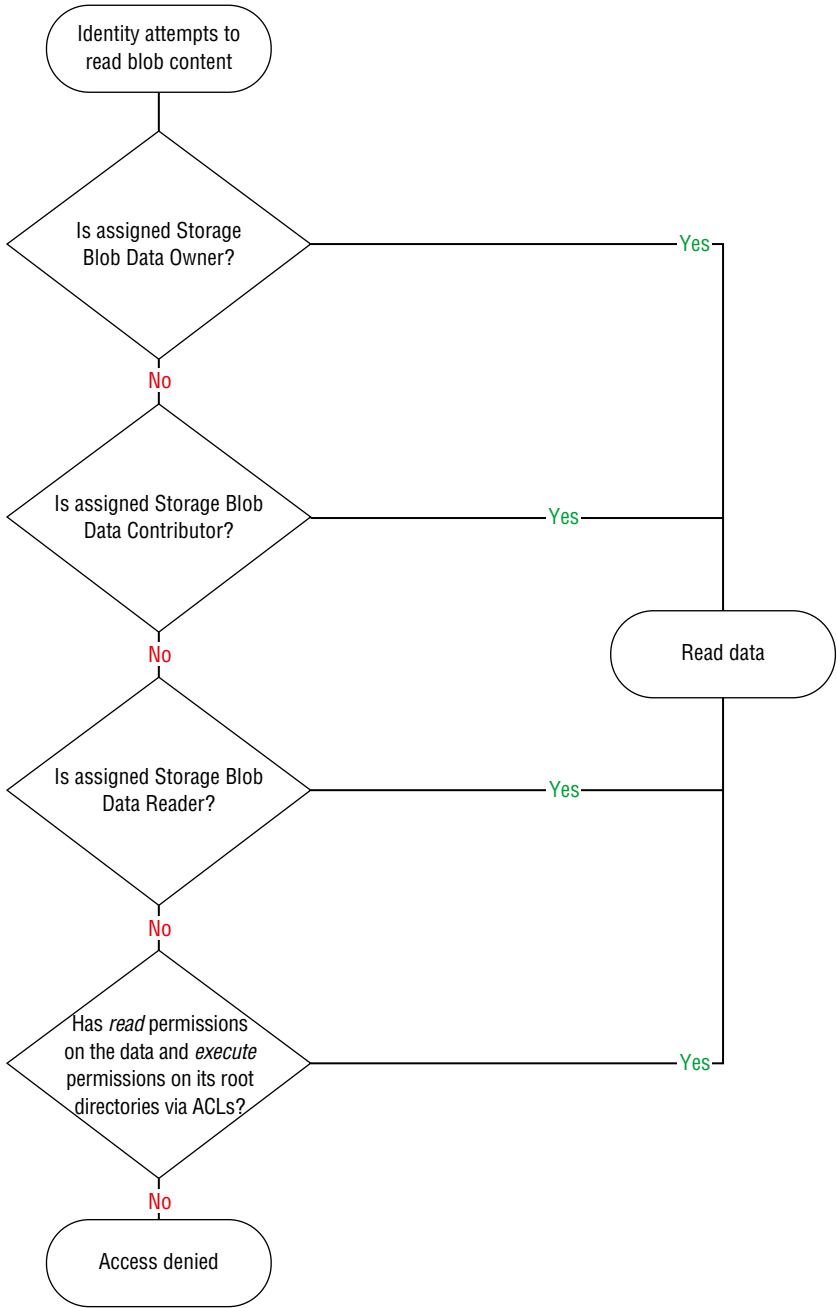 Identity attempts to
read blob content
Is assigned Storage
Blob Data Owner?
Yes
No
Is assigned Storage Blob
Data Contributor?
Yes
No
Read data
Is assigned Storage Blob
Data Reader?
Yes
No
Has read permissions
on the data and execute
permissions on its root
directories via ACLs?
Yes
No
Access denied